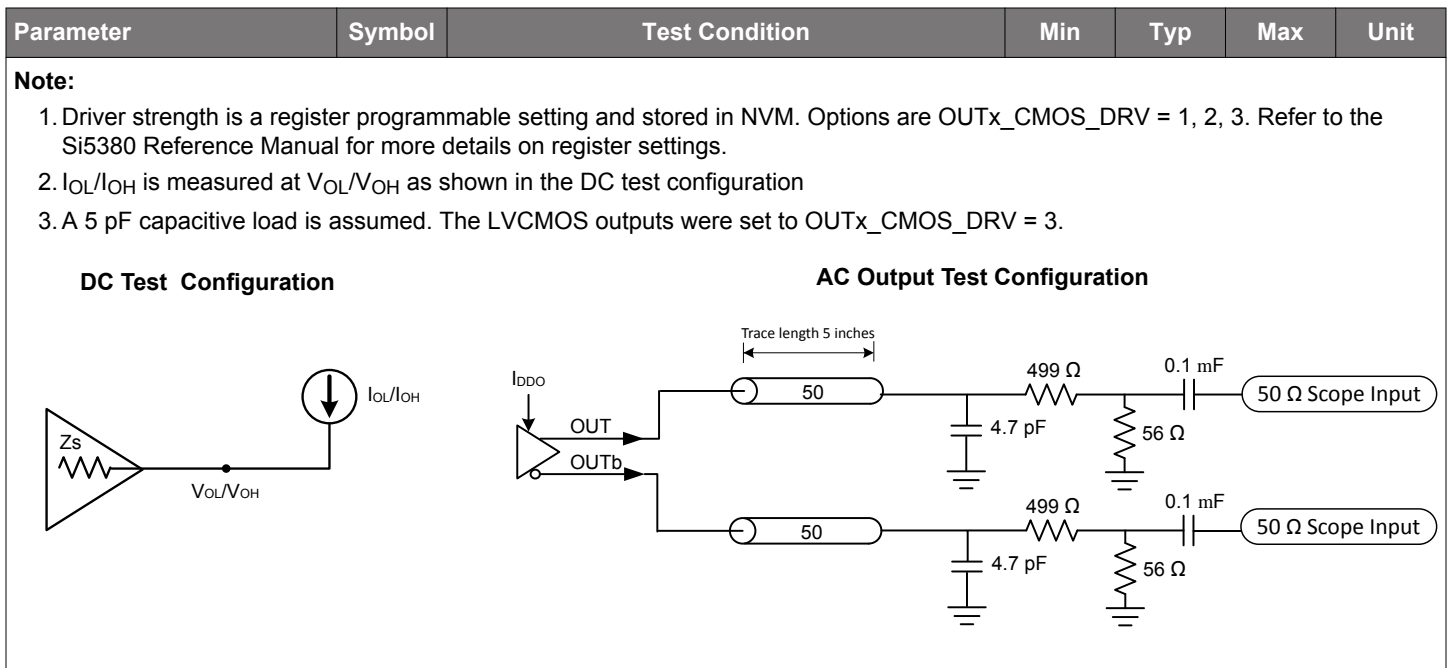 Parameter Symbol Test Condition Min Typ Max Unit
Note:
1. Driver strength is a register programmable setting and stored in NVM. Options are OUTx_CMOS_DRV = 1, 2, 3. Refer to the
Si5380 Reference Manual for more details on register settings.
2. IOL/IOH is measured at VOL/VOH as shown in the DC test configuration
3. A 5 pF capacitive load is assumed. The LVCMOS outputs were set to OUTx_CMOS_DRV = 3.
DC Test Configuration
AC Output Test Configuration
Zs
VOL/VOH
IOL/IOH
IDDO
OUT
OUTb
Trace length 5 inches
50
4.7 pF
499 Ω
56 Ω
0.1 mF
50 Ω Scope Input
50
4.7 pF
499 Ω
56 Ω
0.1 mF
50 Ω Scope Input